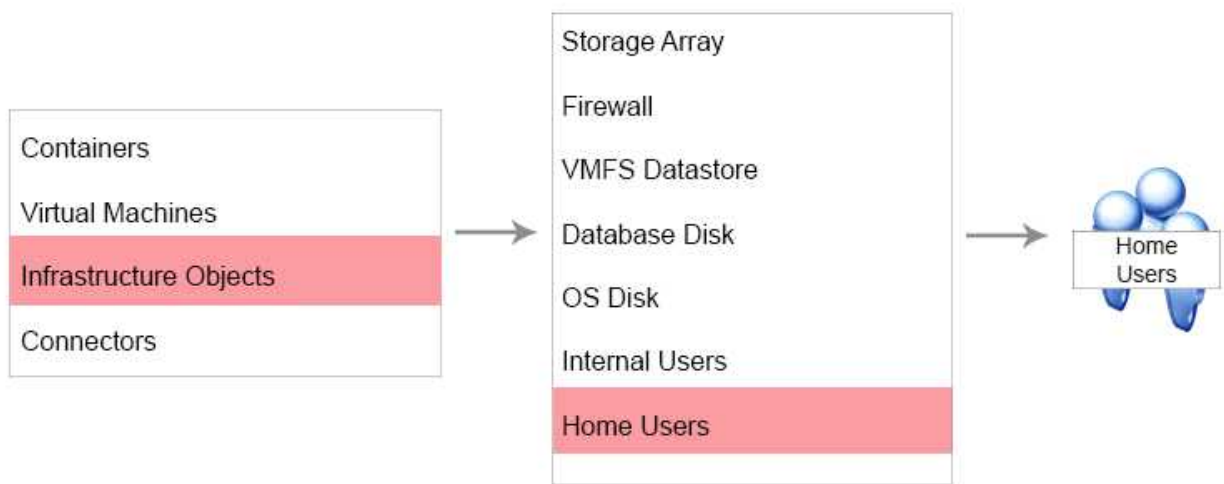 Containers
Virtual Machines
Infrastructure Objects
Connectors
Storage Array
Firewall
VMFS Datastore
Database Disk
OS Disk
Internal Users
Home Users
Home
Users